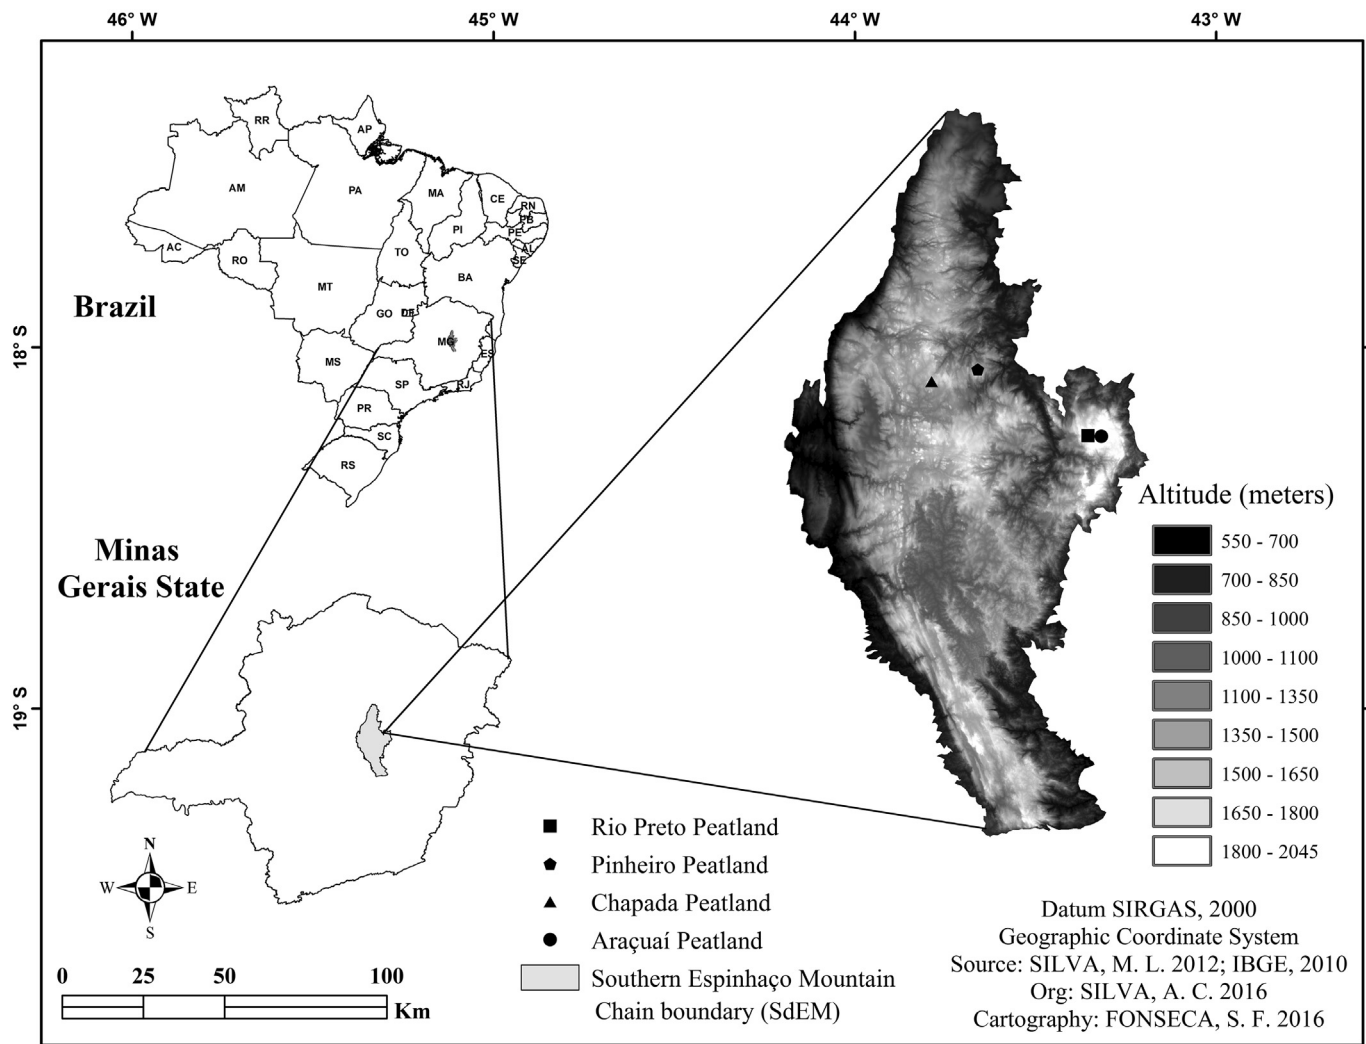 46° W
45° W
44° W
43° W
18° S
19° S
Brazil
RR
AP
AM
PA
MA
CE
RN
PB
PE
PI
AC
TO
AL
SE
RO
BA
MT
GO
DF
MG
ES
MS
SP
RJ
PR
SC
RS
Minas
Gerais State
N
W
E
S
0
25
50
100
Km
Rio Preto Peatland
Pinheiro Peatland
Chapada Peatland
Araçuaí Peatland
Southern Espinhaço Mountain
Chain boundary (SdEM)
Altitude (meters)
550 - 700
700 - 850
850 - 1000
1000 - 1100
1100 - 1350
1350 - 1500
1500 - 1650
1650 - 1800
1800 - 2045
Datum SIRGAS, 2000
Geographic Coordinate System
Source: SILVA, M. L. 2012; IBGE, 2010
Org: SILVA, A. C. 2016
Cartography: FONSECA, S. F. 2016